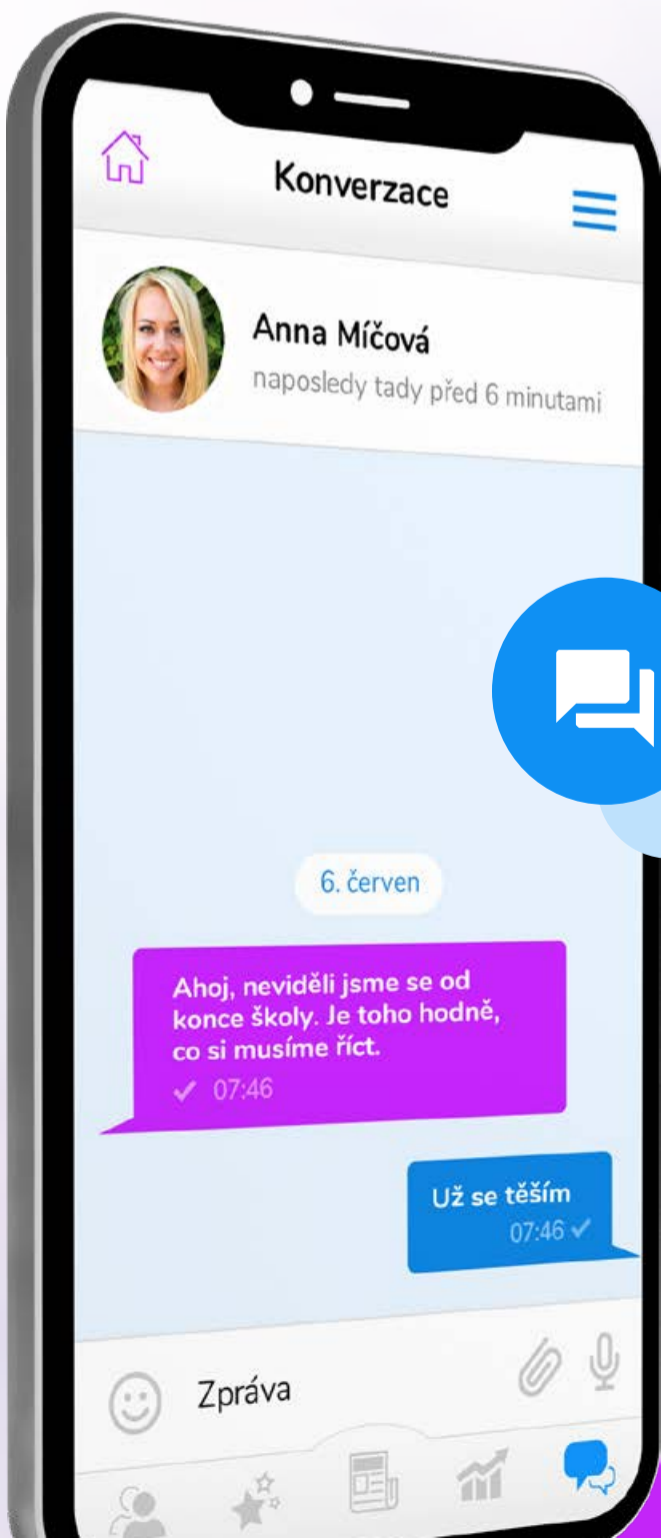 Konverzace
Anna Míčová
naposledy tady před 6 minutami
6. červen
Ahoj, neviděli jsme se od
konce školy. Je toho hodně,
co si musíme říct.
07:46
Už se těším
07:46
Zpráva